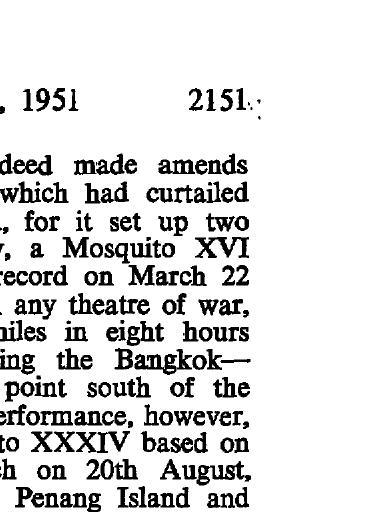 , 1951 2151
deed made amends
which had curtailed
, for it set up two
, a Mosquito XVI
record on March 22
any theatre of war,
miles in eight hours
ing the Bangkok—
point south of the
erformance, however,
to XXXIV based on
ch on 20th August,
Penang Island and